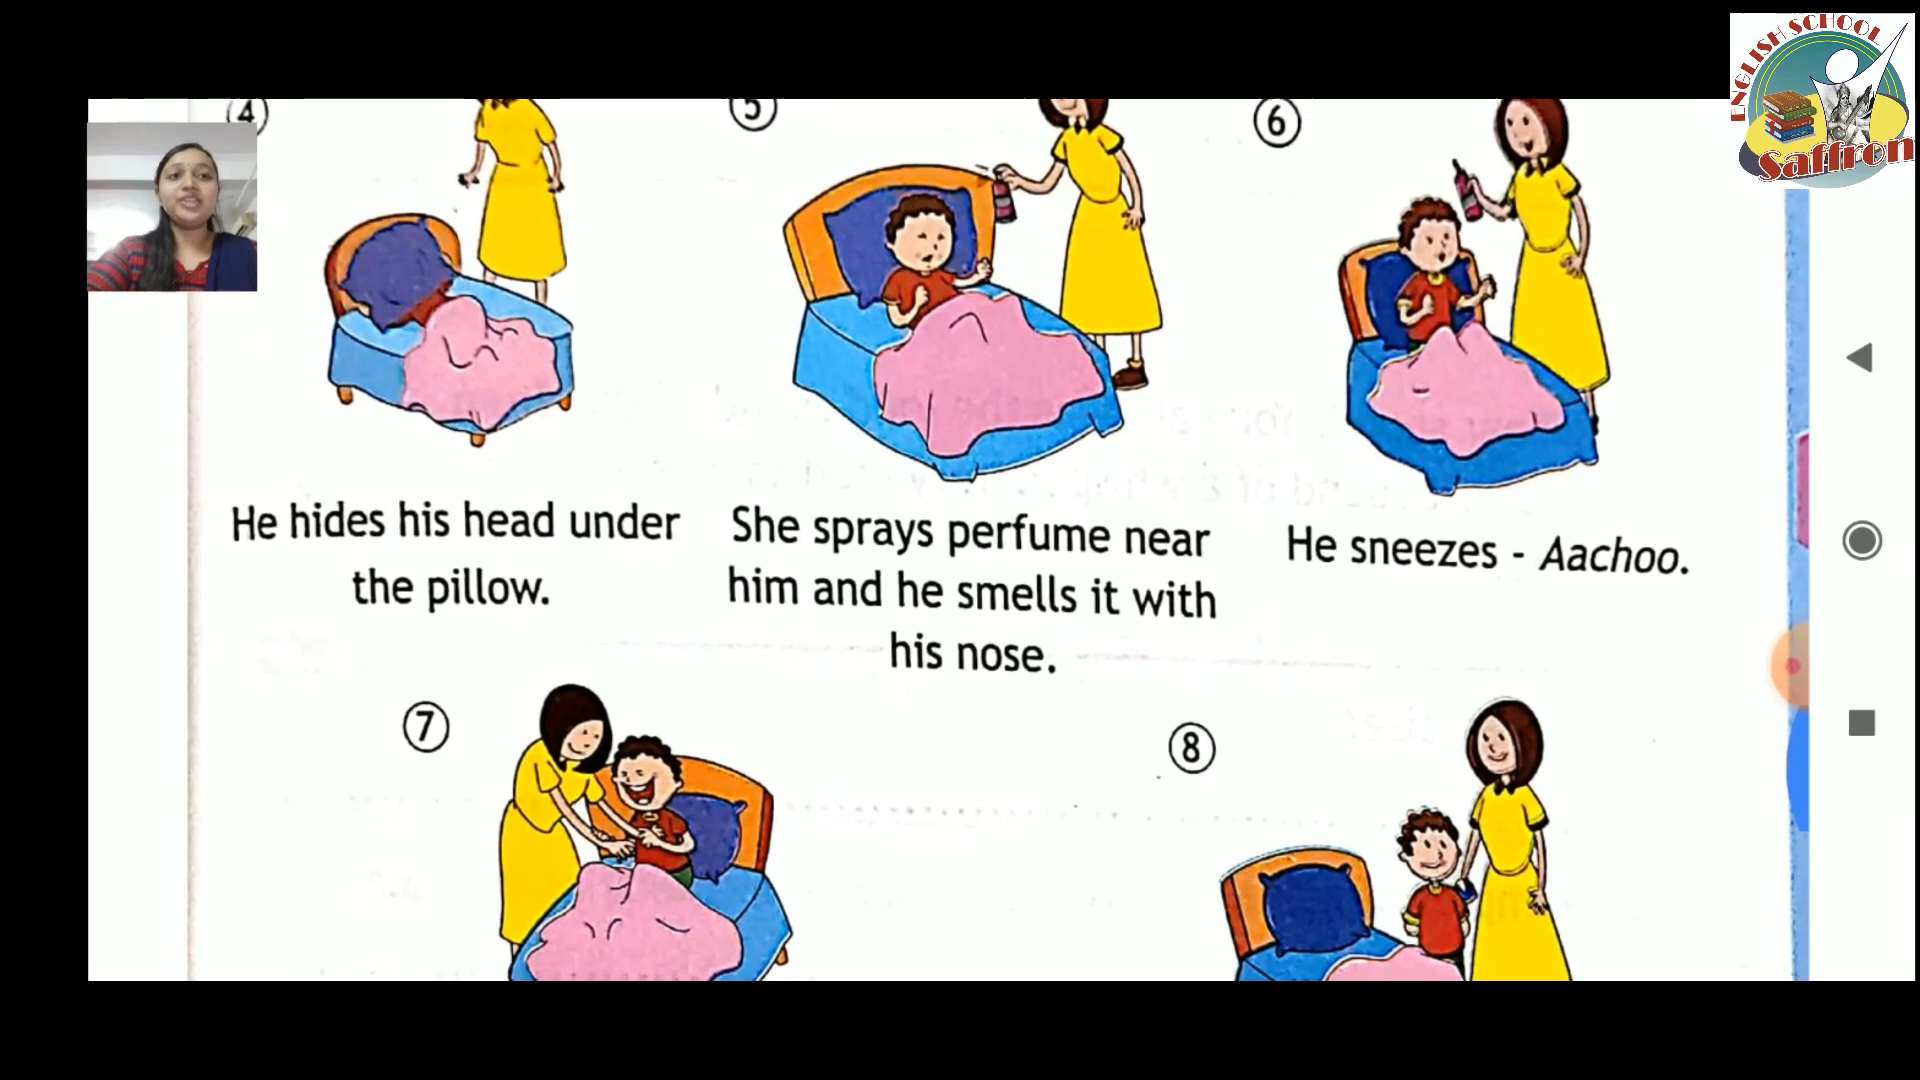 ENGLISH SCHOOL
Saffron
4
5
6
He hides his head under
the pillow.
She sprays perfume near
him and he smells it with
his nose.
He sneezes - Aachoo.
7
8